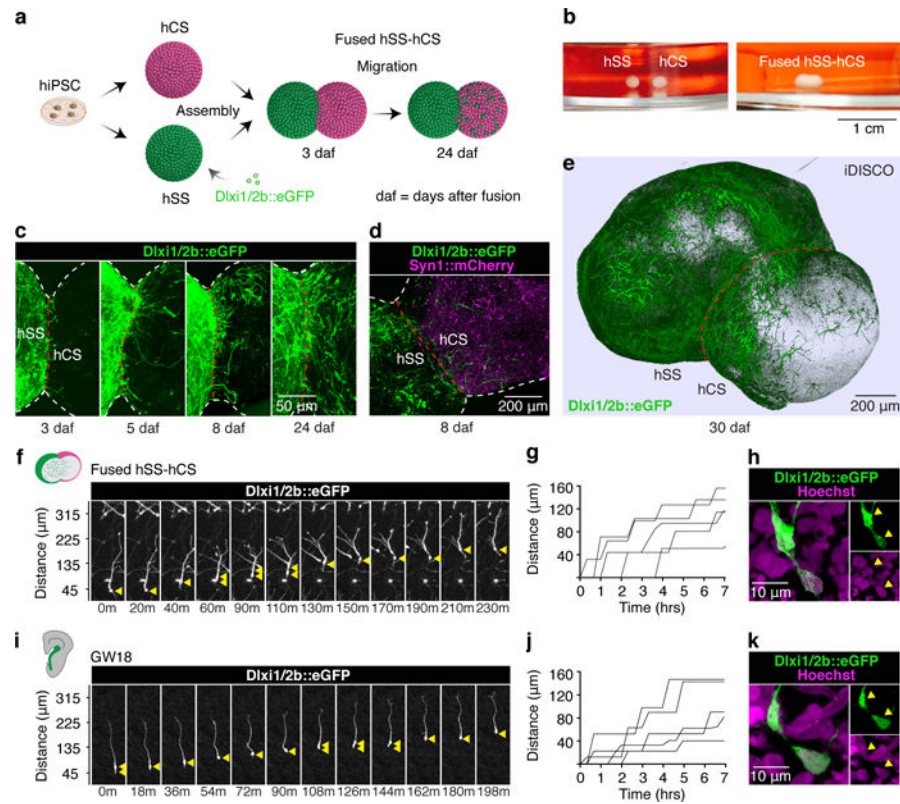 a
hCS
Fused hSS-hCS
Migration
hiPSC
Assembly
3 daf
24 daf
hSS
Dlxi1/2b::eGFP
daf = days after fusion
b
hSS
hCS
Fused hSS-hCS
1 cm
c
Dlxi1/2b::eGFP
hSS
hCS
50 µm
3 daf
5 daf
8 daf
24 daf
d
Dlxi1/2b::eGFP
Syn1::mCherry
hCS
hSS
200 µm
8 daf
e
iDISCO
hSS
hCS
Dlxi1/2b::eGFP
200 µm
30 daf
f
Fused hSS-hCS
Dlxi1/2b::eGFP
Distance (µm)
315
225
135
45
0m 20m 40m 60m 90m 110m 130m 150m 170m 190m 210m 230m
g
Distance (µm)
160
120
80
40
0 1 2 3 4 5 6 7
Time (hrs)
h
Dlxi1/2b::eGFP
Hoechst
10 µm
i
GW18
Dlxi1/2b::eGFP
Distance (µm)
315
225
135
45
0m 18m 36m 54m 72m 90m 108m 126m 144m 162m 180m 198m
j
Distance (µm)
160
120
80
40
0 1 2 3 4 5 6 7
Time (hrs)
k
Dlxi1/2b::eGFP
Hoechst
10 µm